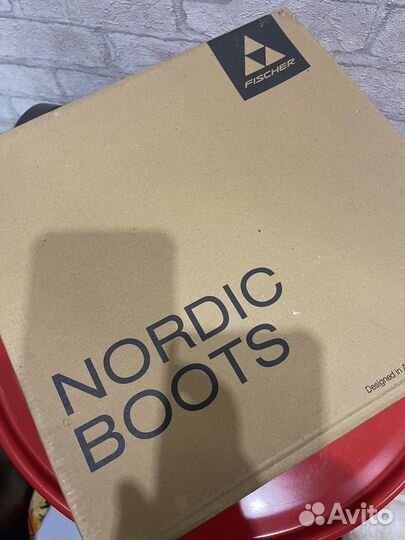 FISCHER
NORDIC
BOOTS
Designed in A
Avito